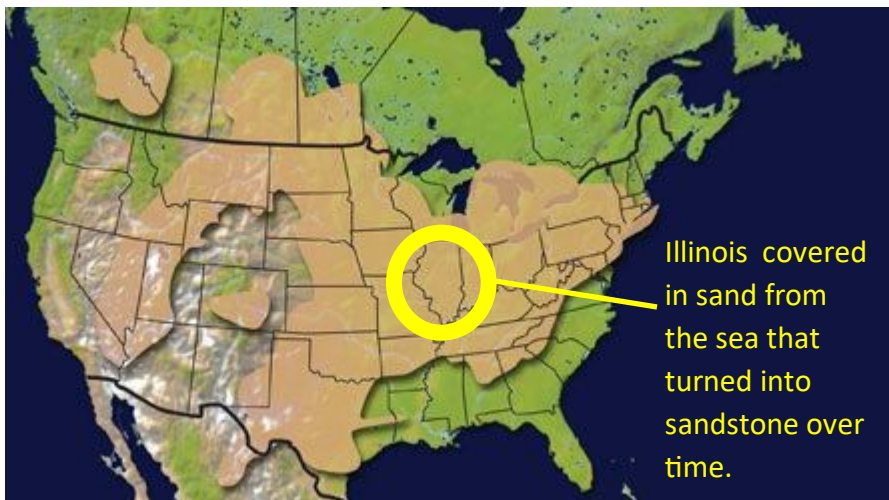 Illinois covered
in sand from
the sea that
turned into
sandstone over
time.